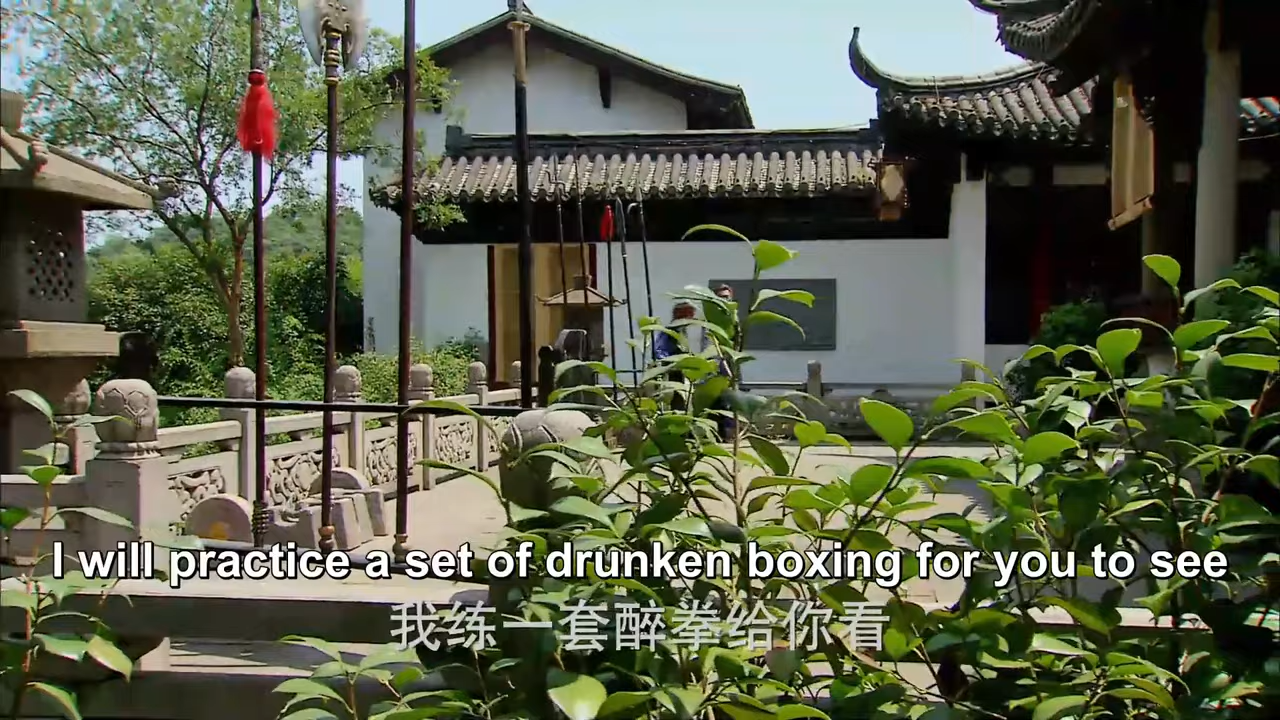 I will practice a set of drunken boxing for you to see
我练一套醉拳给你看